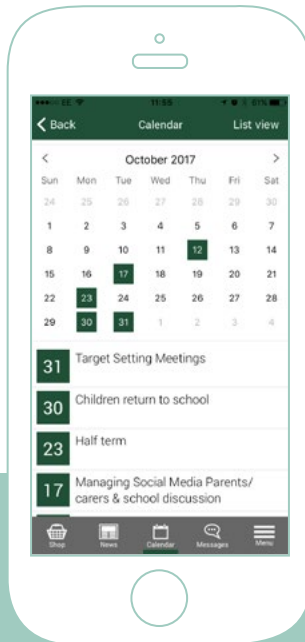 EE 11:55 61%
Back Calendar List view
< October 2017 >
Sun Mon Tue Wed Thu Fri Sat
24 25 26 27 28 29 30
1 2 3 4 5 6 7
8 9 10 11 12 13 14
15 16 17 18 19 20 21
22 23 24 25 26 27 28
29 30 31 1 2 3 4
31 Target Setting Meetings
30 Children return to school
23 Half term
17 Managing Social Media Parents/
carers & school discussion
Shop News Calendar Messages Menu